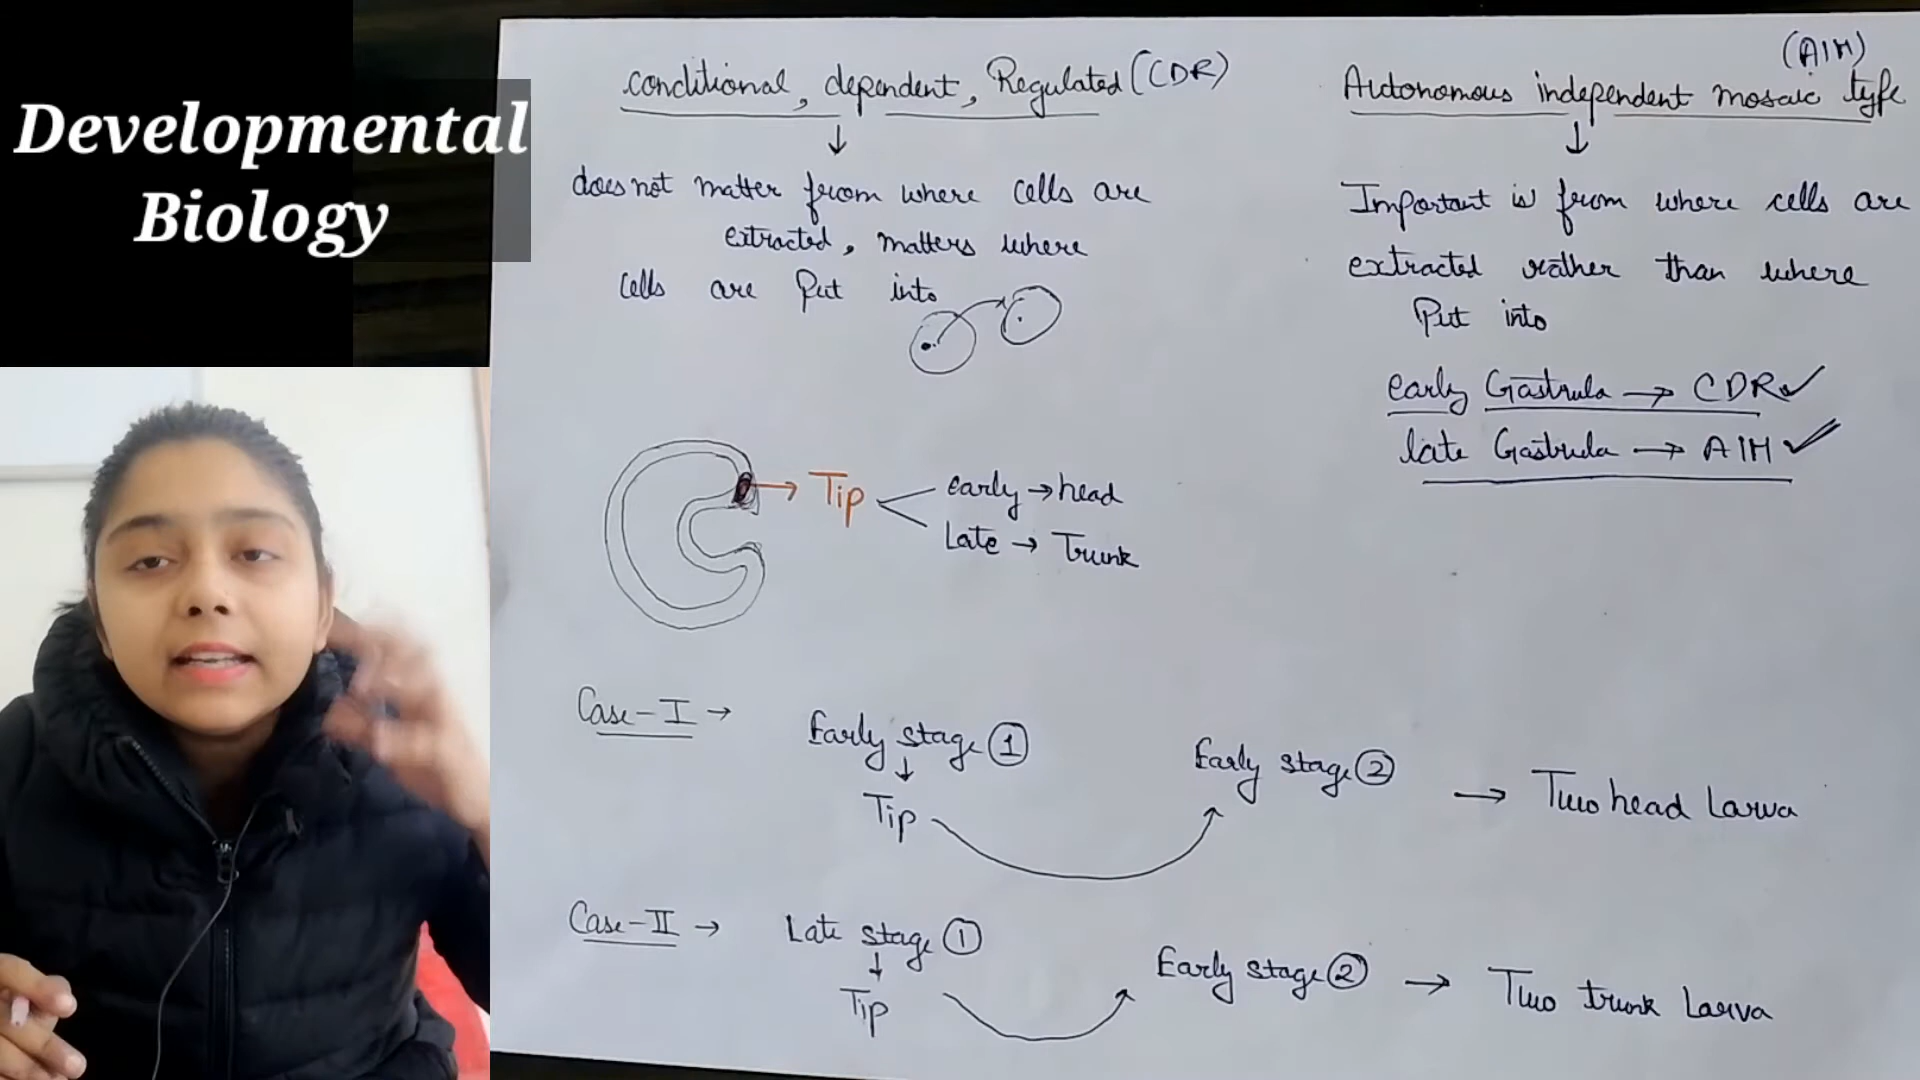 Developmental
Biology
conditional, dependent, Regulated (CDR)
does not matter from where cells are
extracted, matters where
cells are Put into
(AIM)
Autonomous independent mosaic type
Important is from where cells are
extracted rather than where
Put into
early Gastrula → CDR ✓
late Gastrula → AIM ✓
→ Tip
early → head
Late → Trunk
Case-I →
Early stage ①
↓
Tip
Early stage ② → Two head Larva
Case-II →
Late stage ①
↓
Tip
Early stage ② → Two trunk Larva